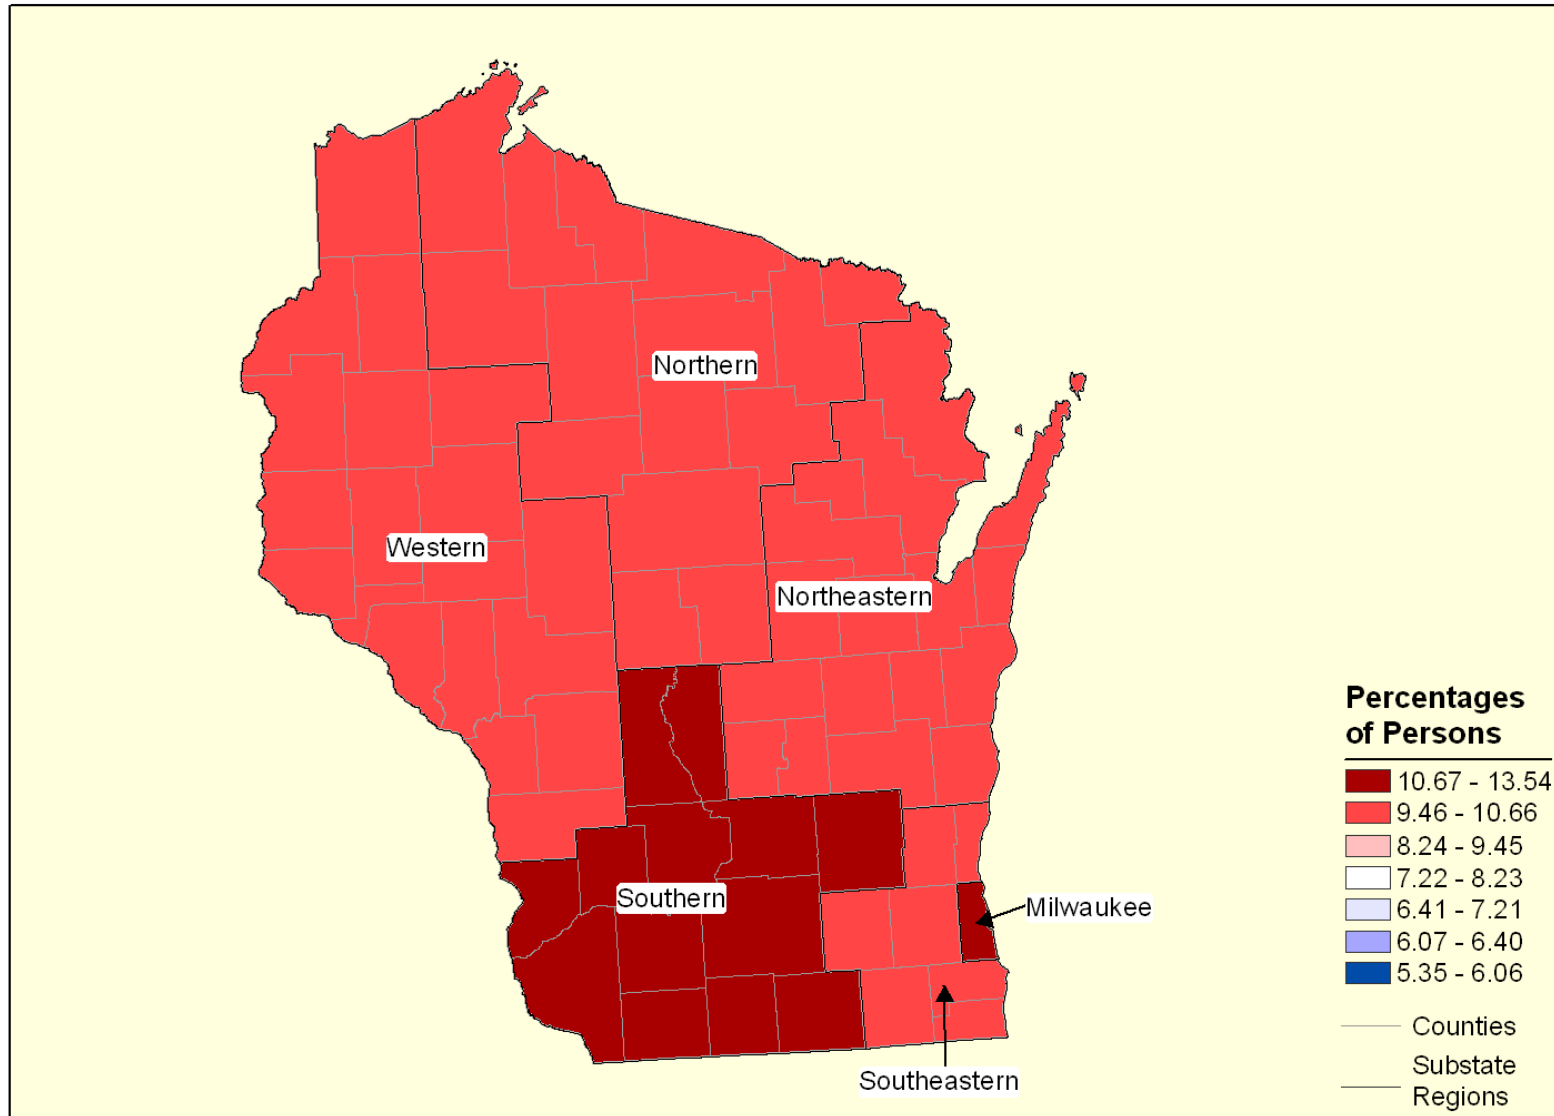 Northern
Western
Northeastern
Southern
Milwaukee
Southeastern
Percentages
of Persons
10.67 - 13.54
9.46 - 10.66
8.24 - 9.45
7.22 - 8.23
6.41 - 7.21
6.07 - 6.40
5.35 - 6.06
Counties
Substate
Regions